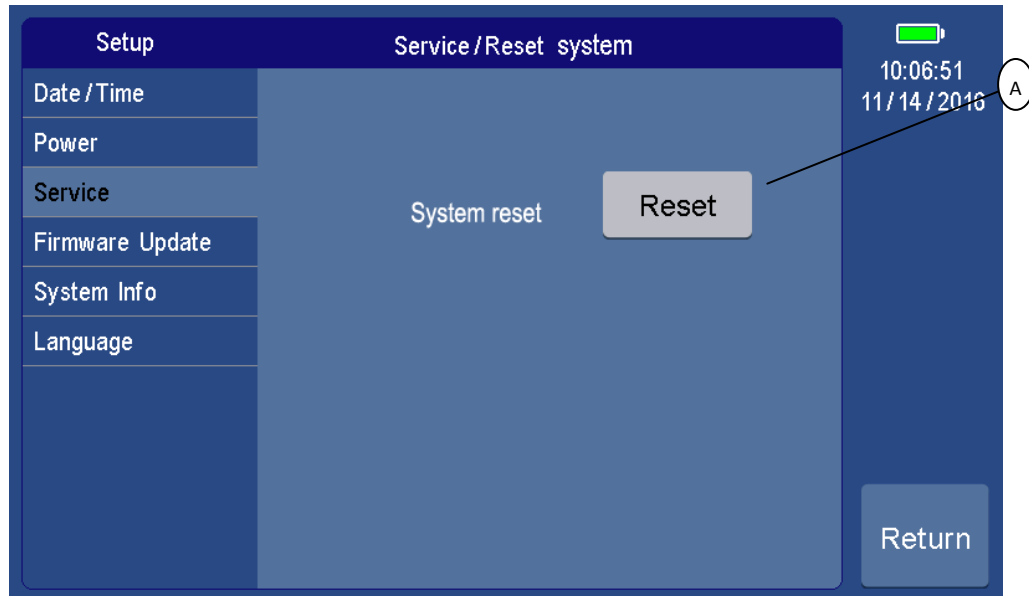 Setup
Service/Reset system
10:06:51
11/14/2016
A
Date/Time
Power
Service
System reset
Reset
Firmware Update
System Info
Language
Return